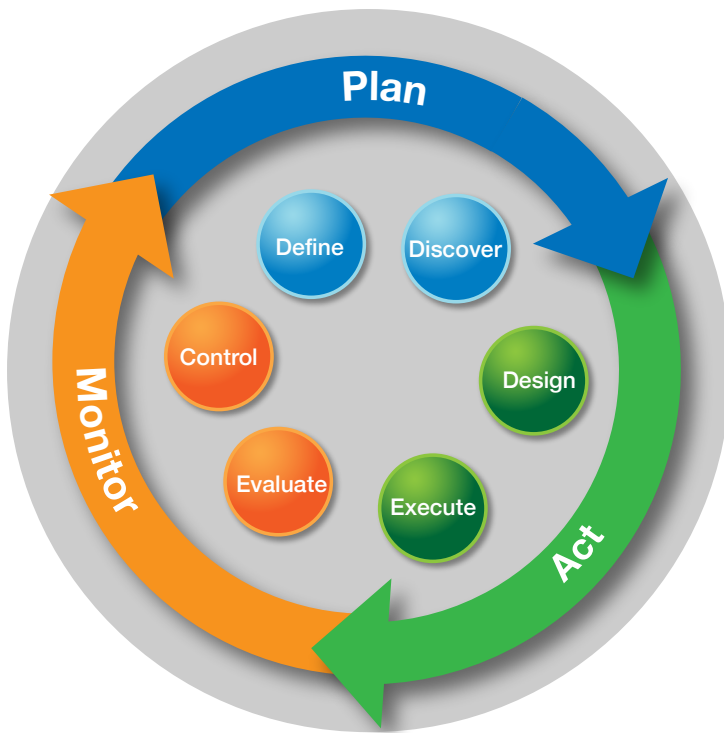 Plan
Define
Discover
Control
Design
Monitor
Evaluate
Execute
Act